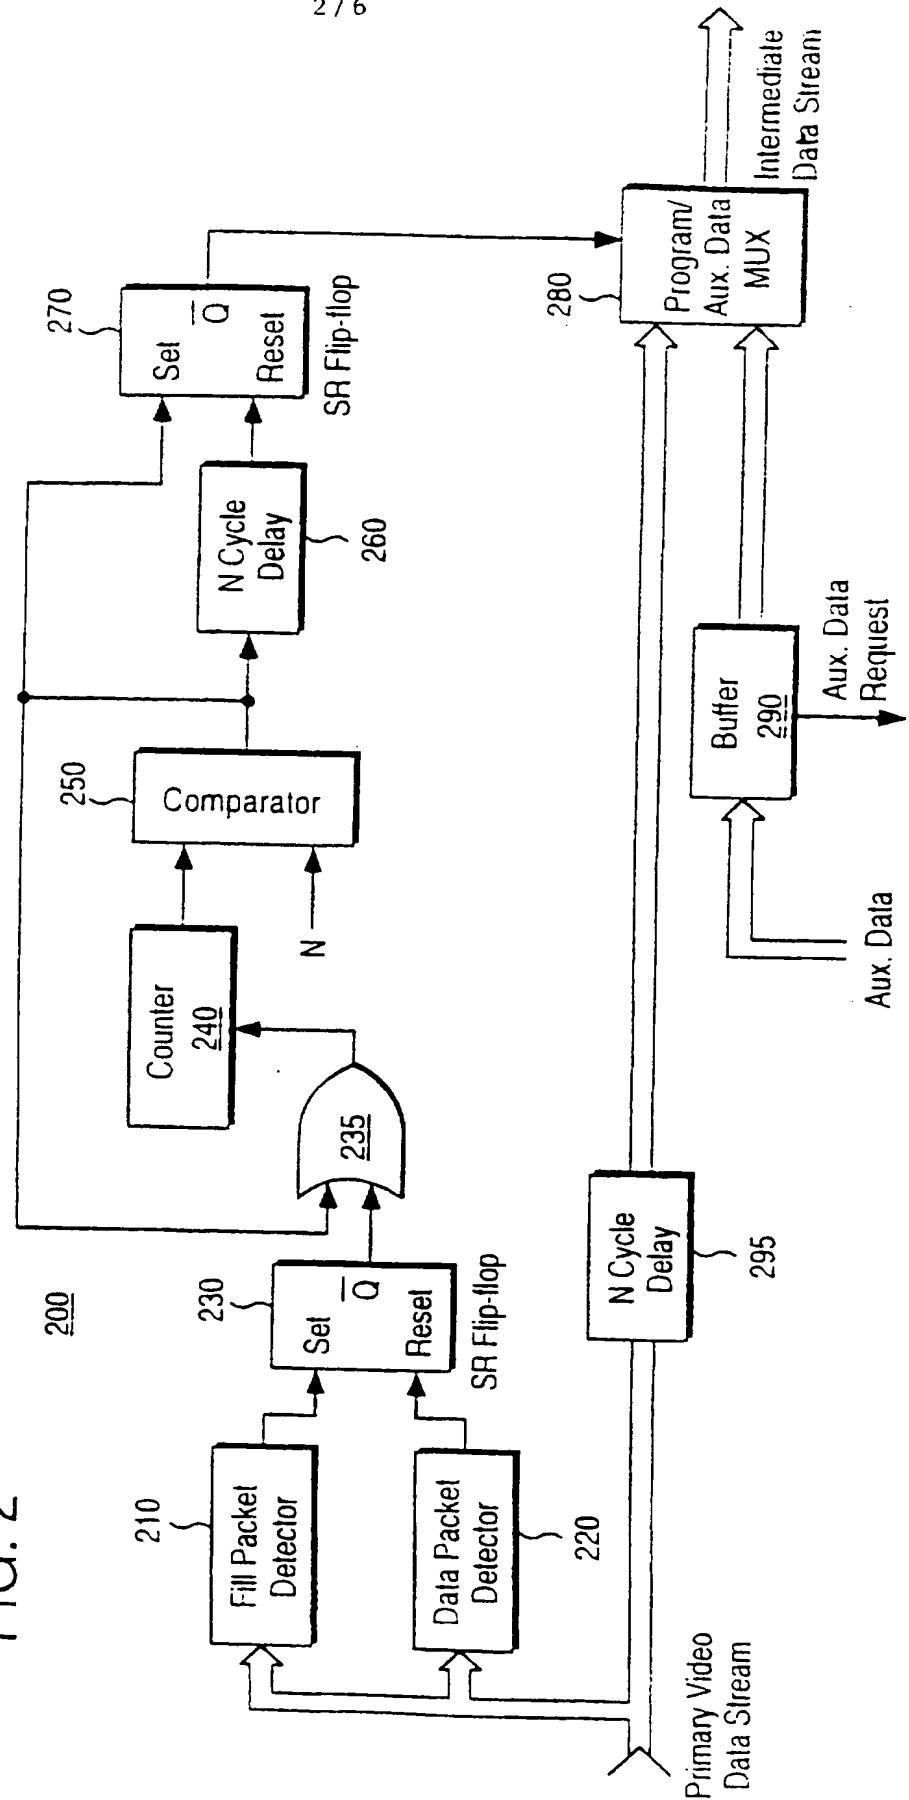 2 / 6
FIG. 2
200
210
Fill Packet
Detector
220
Data Packet
Detector
230
Set
Q
Reset
SR Flip-flop
235
Counter
240
N
250
Comparator
N Cycle
Delay
260
270
Set
Q
Reset
SR Flip-flop
280
Program/
Aux. Data
MUX
Intermediate
Data Stream
Buffer
290
Aux. Data
Request
Aux. Data
N Cycle
Delay
295
Primary Video
Data Stream